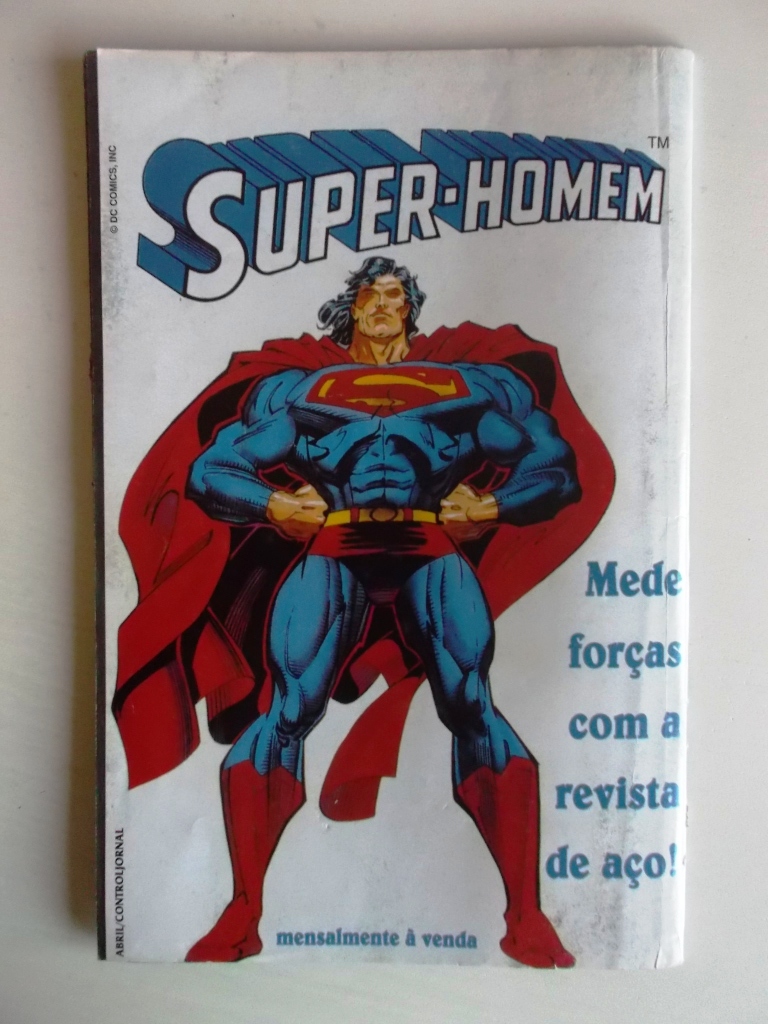 © DC COMICS, INC
SUPER-HOMEM
TM
Mede
forças
com a
revista
de aço!
mensalmente à venda
ABRIL/CONTROLJORNAL